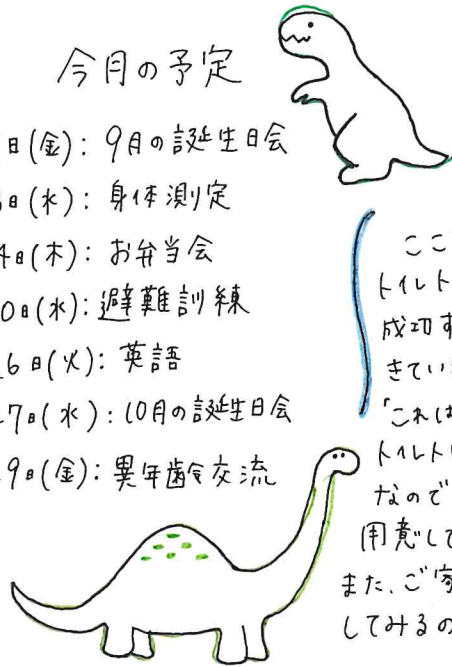 今月の予定
日(金): 9月の誕生日会
日(水): 身体測定
4日(木): お弁当会
0日(水): 避難訓練
6日(火): 英語
7日(水): 10月の誕生日会
9日(金): 異年齢交流
ここ
トイレト
成功す
きてい
「これは
トイレト
なので
用意して
また、ご家
してみるの